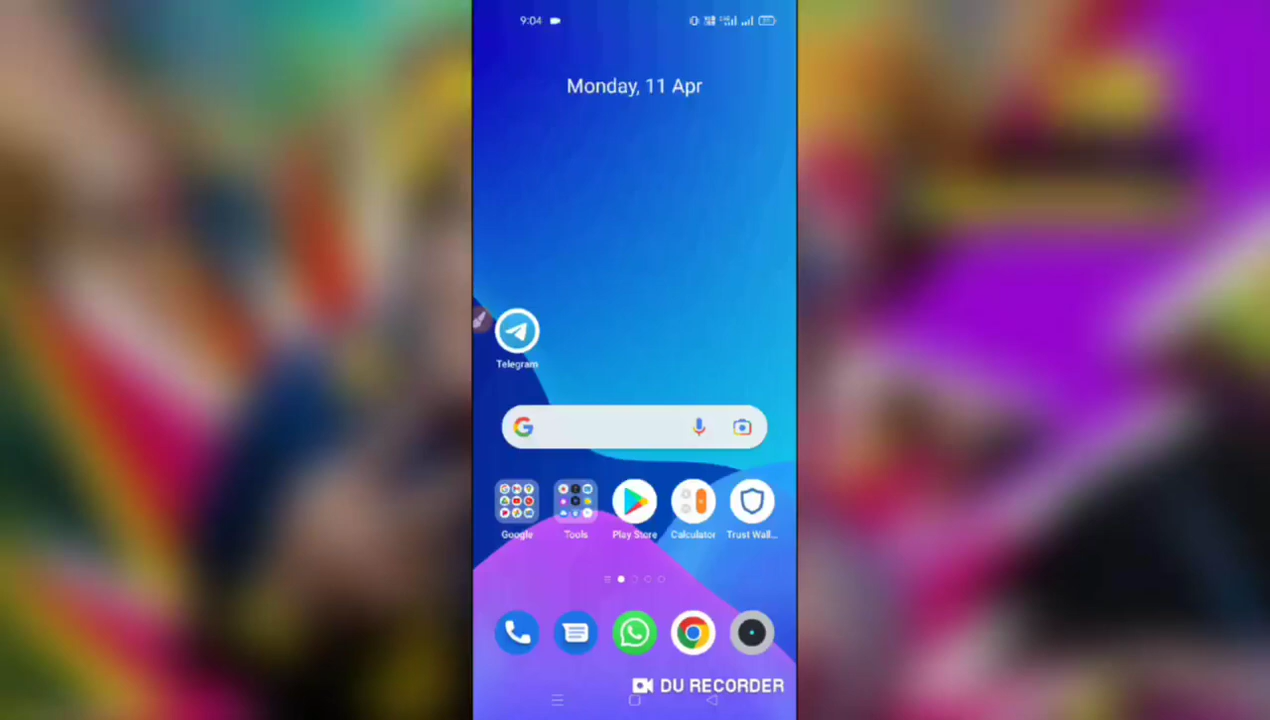 9:04
Monday, 11 Apr
Telegram
Google
Tools
Play Store
Calculator
Trust Wall...
DU RECORDER